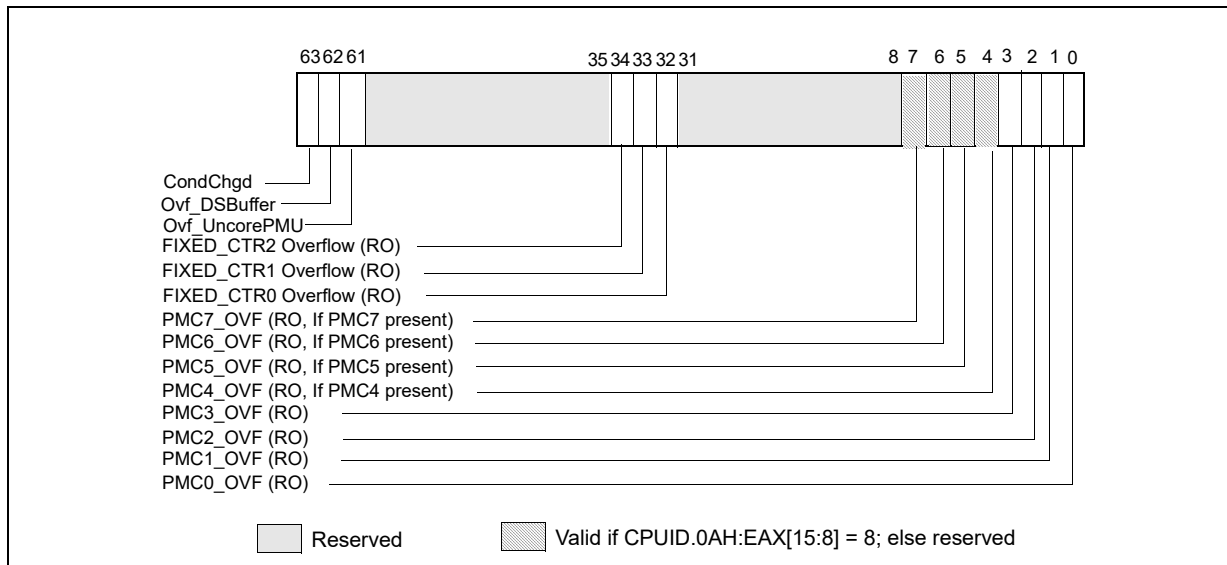 63 62 61 35 34 33 32 31 8 7 6 5 4 3 2 1 0
CondChgd
Ovf_DSBuffer
Ovf_UncorePMU
FIXED_CTR2 Overflow (RO)
FIXED_CTR1 Overflow (RO)
FIXED_CTR0 Overflow (RO)
PMC7_OVF (RO, If PMC7 present)
PMC6_OVF (RO, If PMC6 present)
PMC5_OVF (RO, If PMC5 present)
PMC4_OVF (RO, If PMC4 present)
PMC3_OVF (RO)
PMC2_OVF (RO)
PMC1_OVF (RO)
PMC0_OVF (RO)
Reserved Valid if CPUID.0AH:EAX[15:8] = 8; else reserved